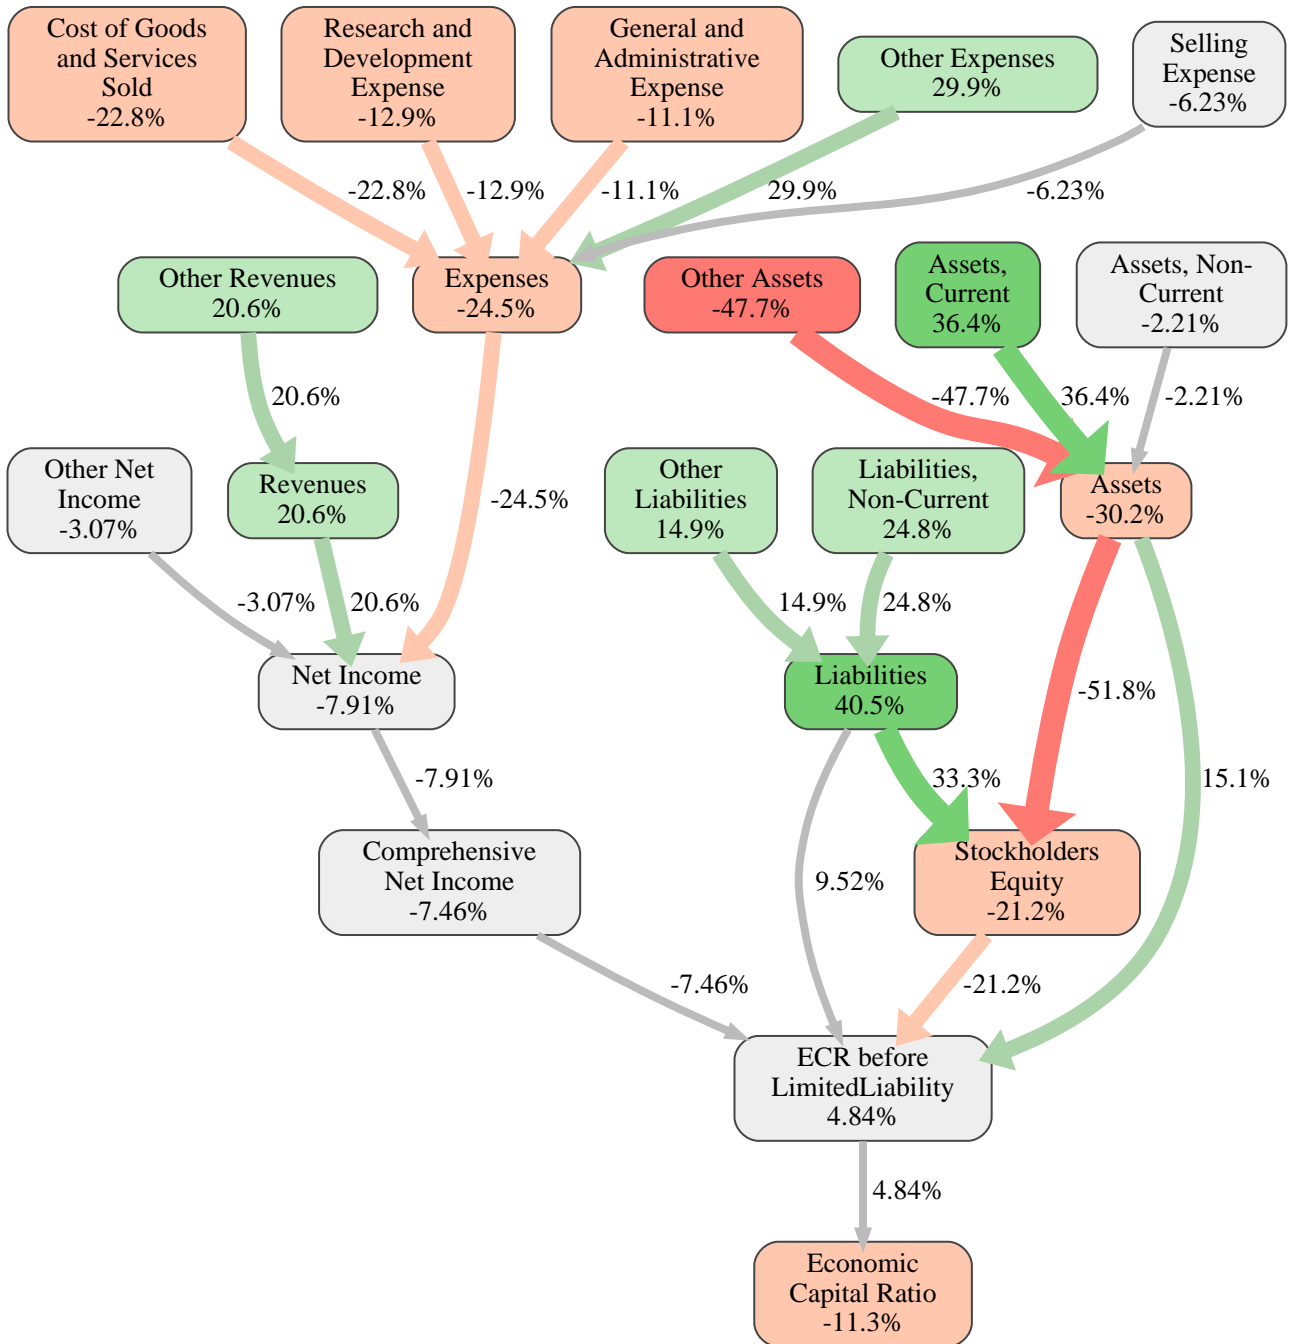 Cost of Goods
and Services
Sold
-22.8%
Research and
Development
Expense
-12.9%
General and
Administrative
Expense
-11.1%
Other Expenses
29.9%
Selling
Expense
-6.23%
-22.8%
-12.9%
-11.1%
29.9%
-6.23%
Other Revenues
20.6%
Expenses
-24.5%
Other Assets
-47.7%
Assets,
Current
36.4%
Assets, Non-
Current
-2.21%
20.6%
-47.7%
36.4%
-2.21%
Other Net
Income
-3.07%
Revenues
20.6%
-24.5%
Other
Liabilities
14.9%
Liabilities,
Non-Current
24.8%
Assets
-30.2%
-3.07%
20.6%
14.9%
24.8%
Net Income
-7.91%
Liabilities
40.5%
-51.8%
-7.91%
33.3%
15.1%
Comprehensive
Net Income
-7.46%
9.52%
Stockholders
Equity
-21.2%
-7.46%
-21.2%
ECR before
LimitedLiability
4.84%
4.84%
Economic
Capital Ratio
-11.3%